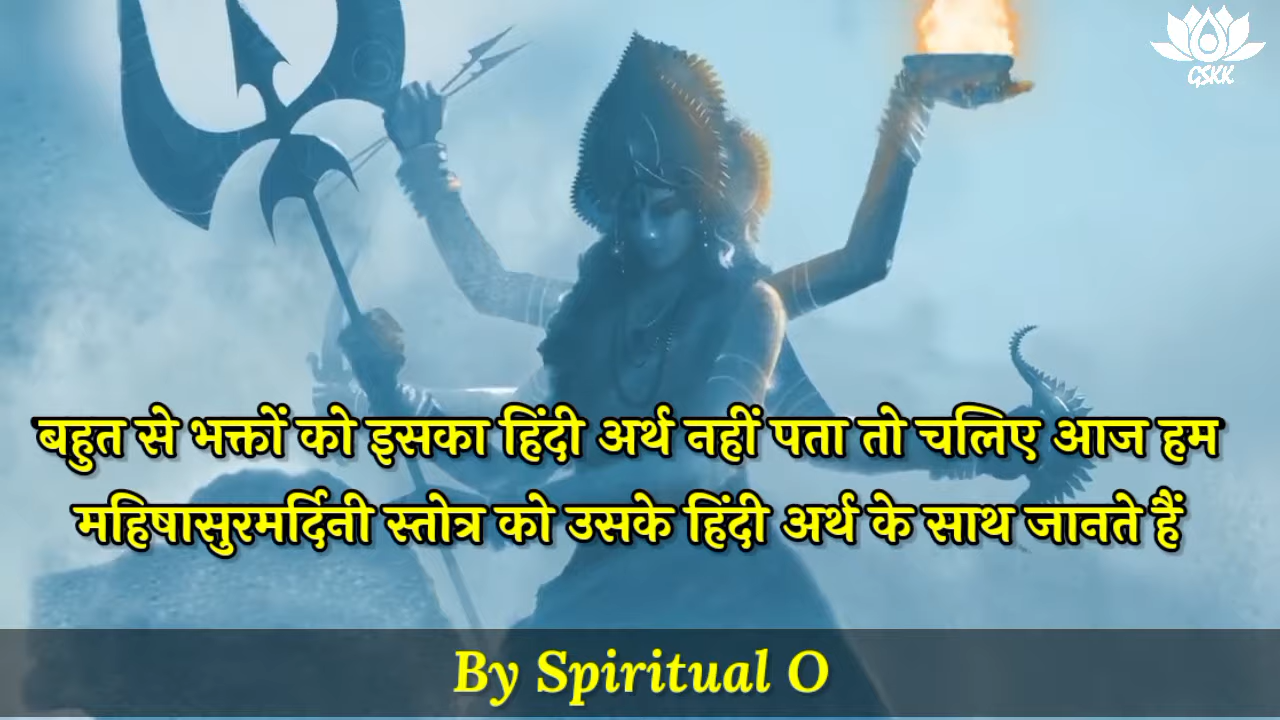 GSKK
बहुत से भक्तों को इसका हिंदी अर्थ नहीं पता तो चलिए आज हम
महिषासुरमर्दिनी स्तोत्र को उसके हिंदी अर्थ के साथ जानते हैं
By Spiritual O